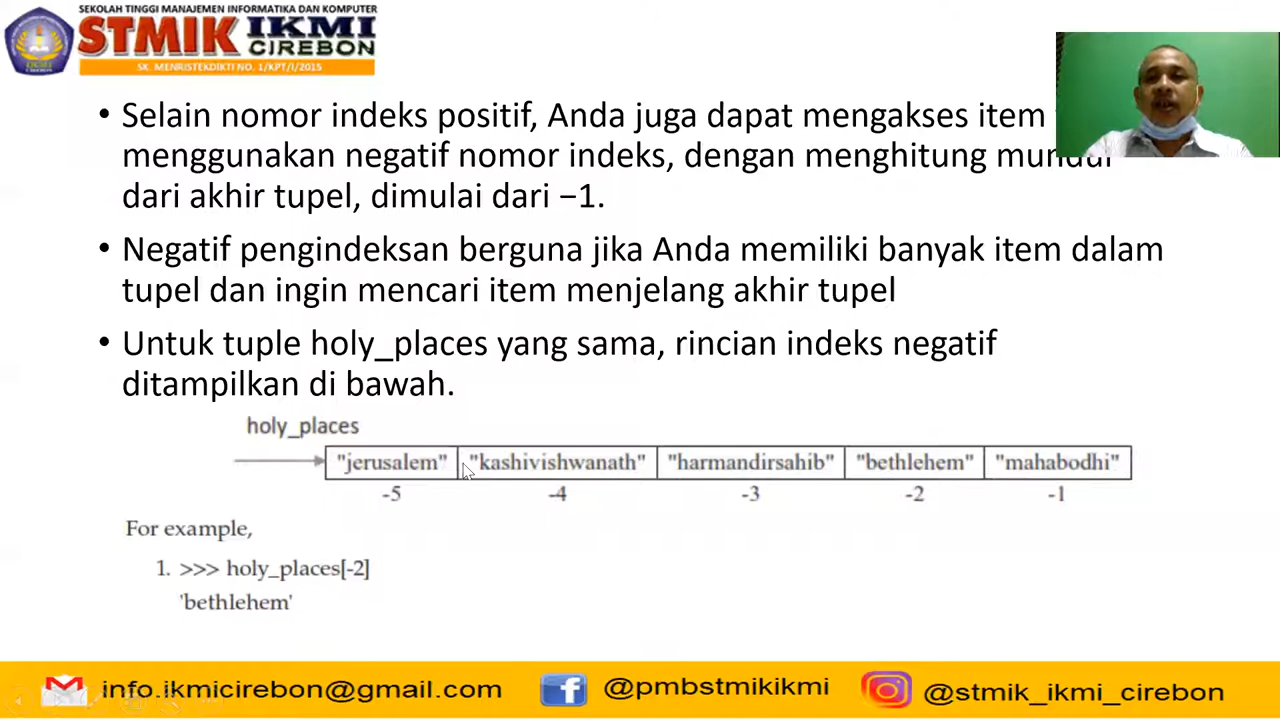 SEKOLAH TINGGI MANAJEMEN INFORMATIKA DAN KOMPUTER
STMIK IKMI
CIREBON
SK. MENRISTEKDIKTI NO. 1/KPT/I/2015
• Selain nomor indeks positif, Anda juga dapat mengakses item
menggunakan negatif nomor indeks, dengan menghitung mundur
dari akhir tupel, dimulai dari −1.
• Negatif pengindeksan berguna jika Anda memiliki banyak item dalam
tupel dan ingin mencari item menjelang akhir tupel
• Untuk tuple holy_places yang sama, rincian indeks negatif
ditampilkan di bawah.
holy_places
"jerusalem" "kashivishwanath" "harmandirsahib" "bethlehem" "mahabodhi"
-5 -4 -3 -2 -1
For example,
1. >>> holy_places[-2]
'bethlehem'
info.ikmicirebon@gmail.com @pmbstmikikmi @stmik_ikmi_cirebon